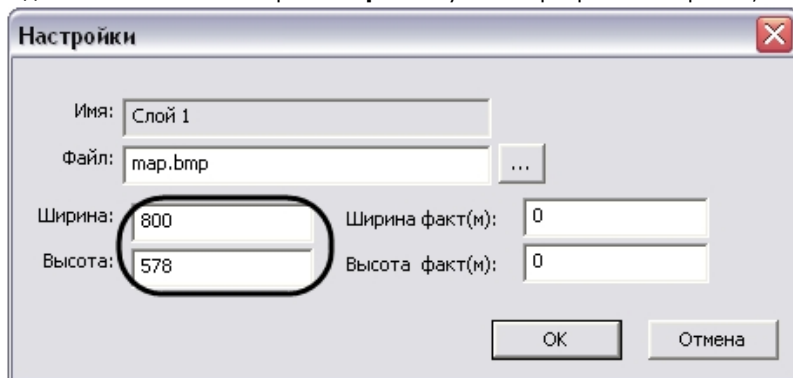 Настройки
Имя: Слой 1
Файл: map.bmp ...
Ширина: 800 Ширина факт(м): 0
Высота: 578 Высота факт(м): 0
OK Отмена